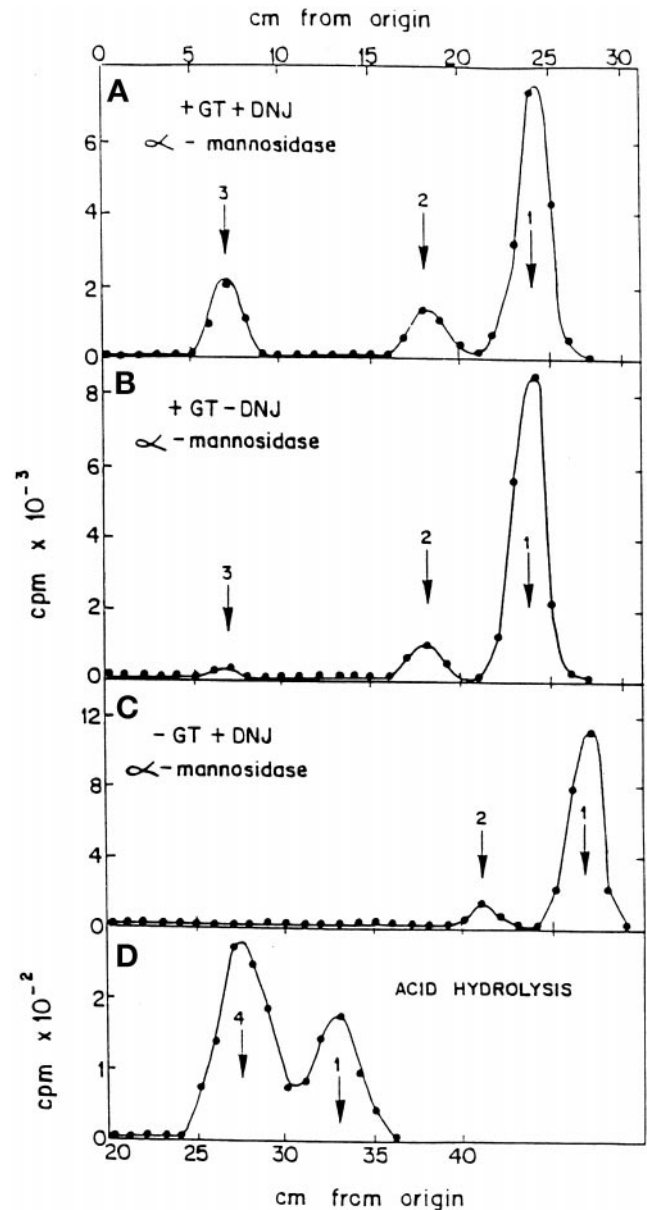 cm from origin
0 5 10 15 20 25 30
A
+GT+DNJ
α - mannosidase
3
2
1
6
4
2
0
B
+GT-DNJ
α - mannosidase
3
2
1
8
6
4
2
0
cpm x 10⁻³
C
-GT+DNJ
α-mannosidase
2
1
12
8
4
0
D
ACID HYDROLYSIS
4
1
2
1
0
cpm x10⁻²
20 25 30 35 40
cm from origin